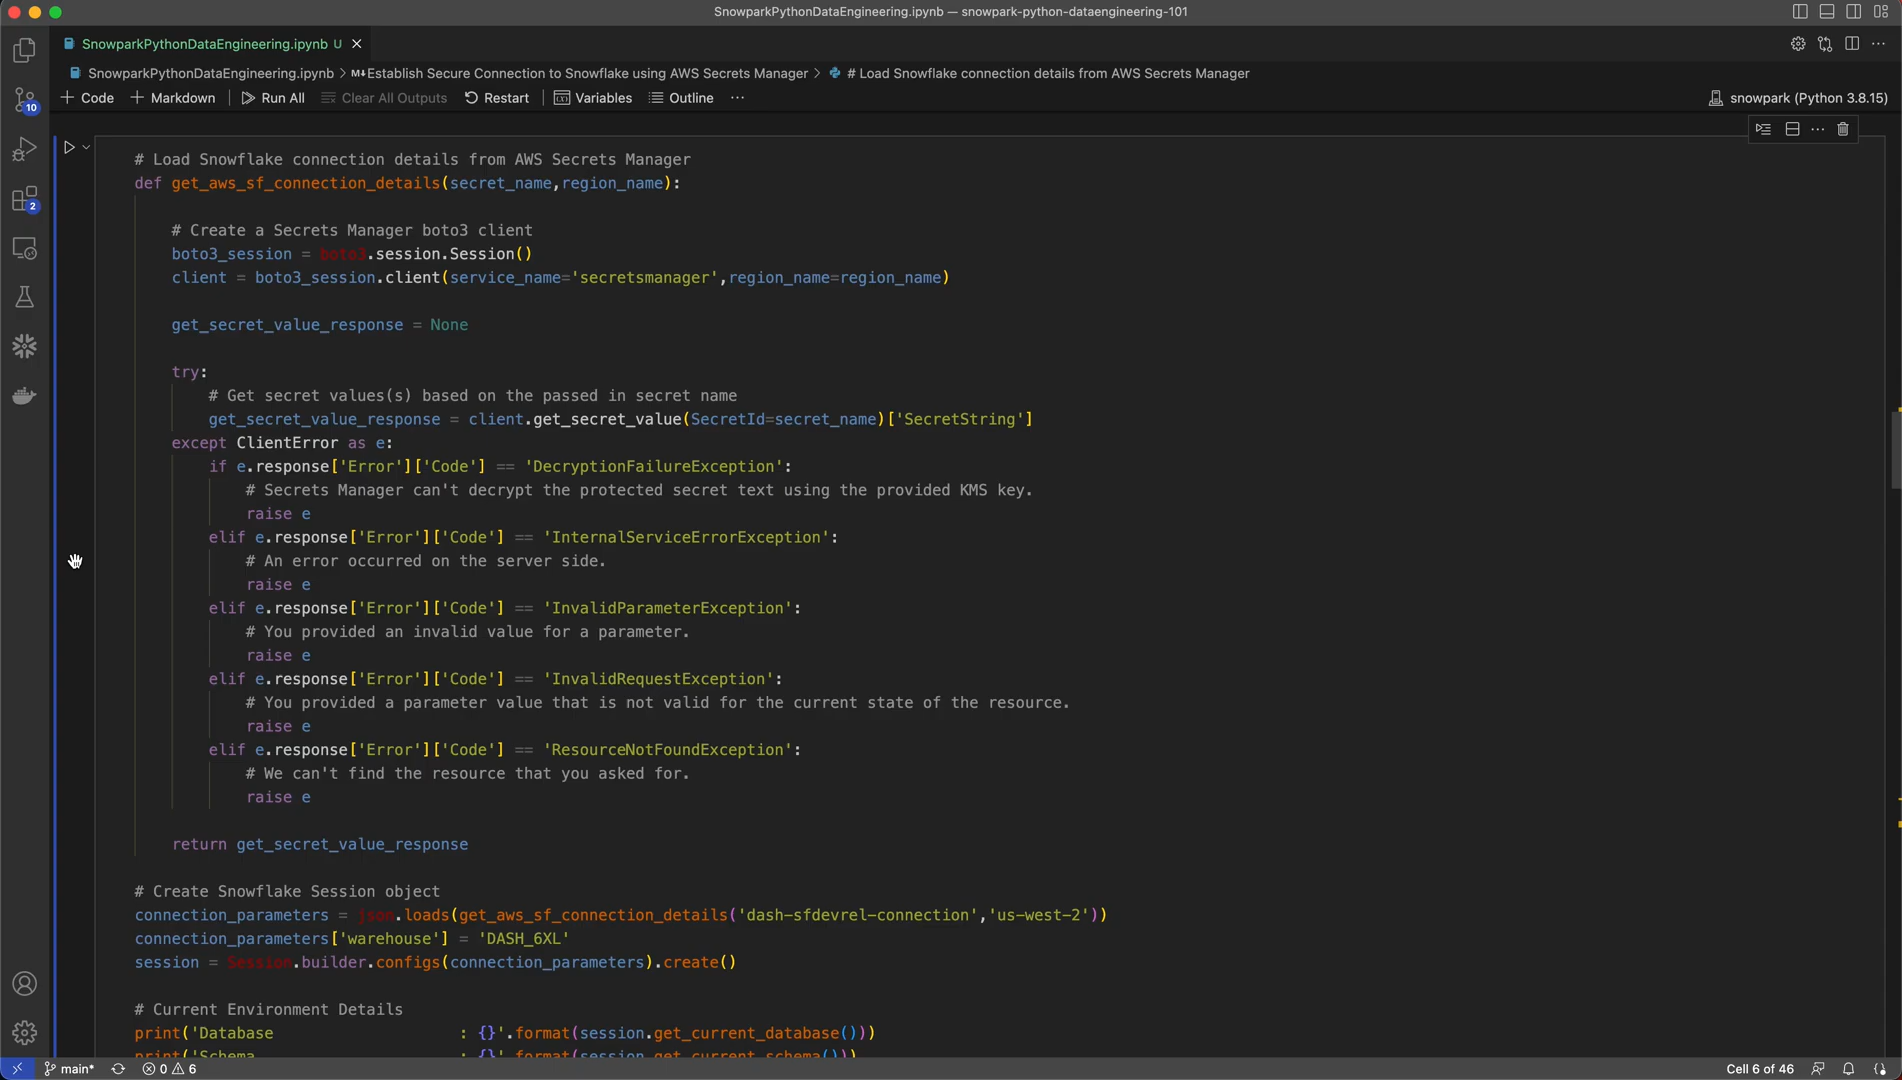 SnowparkPythonDataEngineering.ipynb — snowpark-python-dataengineering-101
SnowparkPythonDataEngineering.ipynb U
SnowparkPythonDataEngineering.ipynb > M↓Establish Secure Connection to Snowflake using AWS Secrets Manager > # Load Snowflake connection details from AWS Secrets Manager
+ Code + Markdown Run All Clear All Outputs Restart Variables Outline ··· snowpark (Python 3.8.15)
10
2
# Load Snowflake connection details from AWS Secrets Manager
def get_aws_sf_connection_details(secret_name,region_name):
# Create a Secrets Manager boto3 client
boto3_session = boto3.session.Session()
client = boto3_session.client(service_name='secretsmanager',region_name=region_name)
get_secret_value_response = None
try:
# Get secret values(s) based on the passed in secret name
get_secret_value_response = client.get_secret_value(SecretId=secret_name)['SecretString']
except ClientError as e:
if e.response['Error']['Code'] == 'DecryptionFailureException':
# Secrets Manager can't decrypt the protected secret text using the provided KMS key.
raise e
elif e.response['Error']['Code'] == 'InternalServiceErrorException':
# An error occurred on the server side.
raise e
elif e.response['Error']['Code'] == 'InvalidParameterException':
# You provided an invalid value for a parameter.
raise e
elif e.response['Error']['Code'] == 'InvalidRequestException':
# You provided a parameter value that is not valid for the current state of the resource.
raise e
elif e.response['Error']['Code'] == 'ResourceNotFoundException':
# We can't find the resource that you asked for.
raise e
return get_secret_value_response
# Create Snowflake Session object
connection_parameters = json.loads(get_aws_sf_connection_details('dash-sfdevrel-connection','us-west-2'))
connection_parameters['warehouse'] = 'DASH_6XL'
session = Session.builder.configs(connection_parameters).create()
# Current Environment Details
print('Database : {}'.format(session.get_current_database()))
print('Schema : {}'.format(session.get_current_schema()))
main* 0 6 Cell 6 of 46